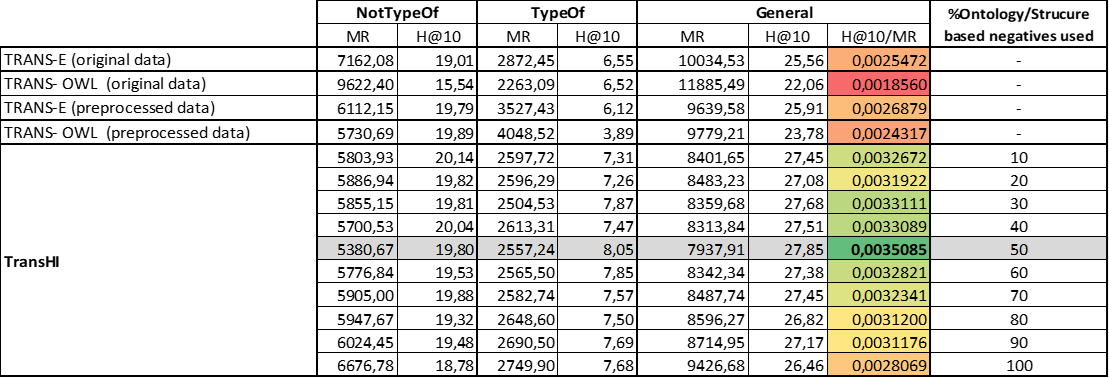 NotTypeOf TypeOf General %Ontology/Strucure
MR H@10 MR H@10 MR H@10 H@10/MR based negatives used
TRANS-E (original data) 7162,08 19,01 2872,45 6,55 10034,53 25,56 0,0025472 -
TRANS- OWL (original data) 9622,40 15,54 2263,09 6,52 11885,49 22,06 0,0018560 -
TRANS-E (preprocessed data) 6112,15 19,79 3527,43 6,12 9639,58 25,91 0,0026879 -
TRANS- OWL (preprocessed data) 5730,69 19,89 4048,52 3,89 9779,21 23,78 0,0024317 -
5803,93 20,14 2597,72 7,31 8401,65 27,45 0,0032672 10
5886,94 19,82 2596,29 7,26 8483,23 27,08 0,0031922 20
5855,15 19,81 2504,53 7,87 8359,68 27,68 0,0033111 30
5700,53 20,04 2613,31 7,47 8313,84 27,51 0,0033089 40
TransHI 5380,67 19,80 2557,24 8,05 7937,91 27,85 0,0035085 50
5776,84 19,53 2565,50 7,85 8342,34 27,38 0,0032821 60
5905,00 19,88 2582,74 7,57 8487,74 27,45 0,0032341 70
5947,67 19,32 2648,60 7,50 8596,27 26,82 0,0031200 80
6024,45 19,48 2690,50 7,69 8714,95 27,17 0,0031176 90
6676,78 18,78 2749,90 7,68 9426,68 26,46 0,0028069 100